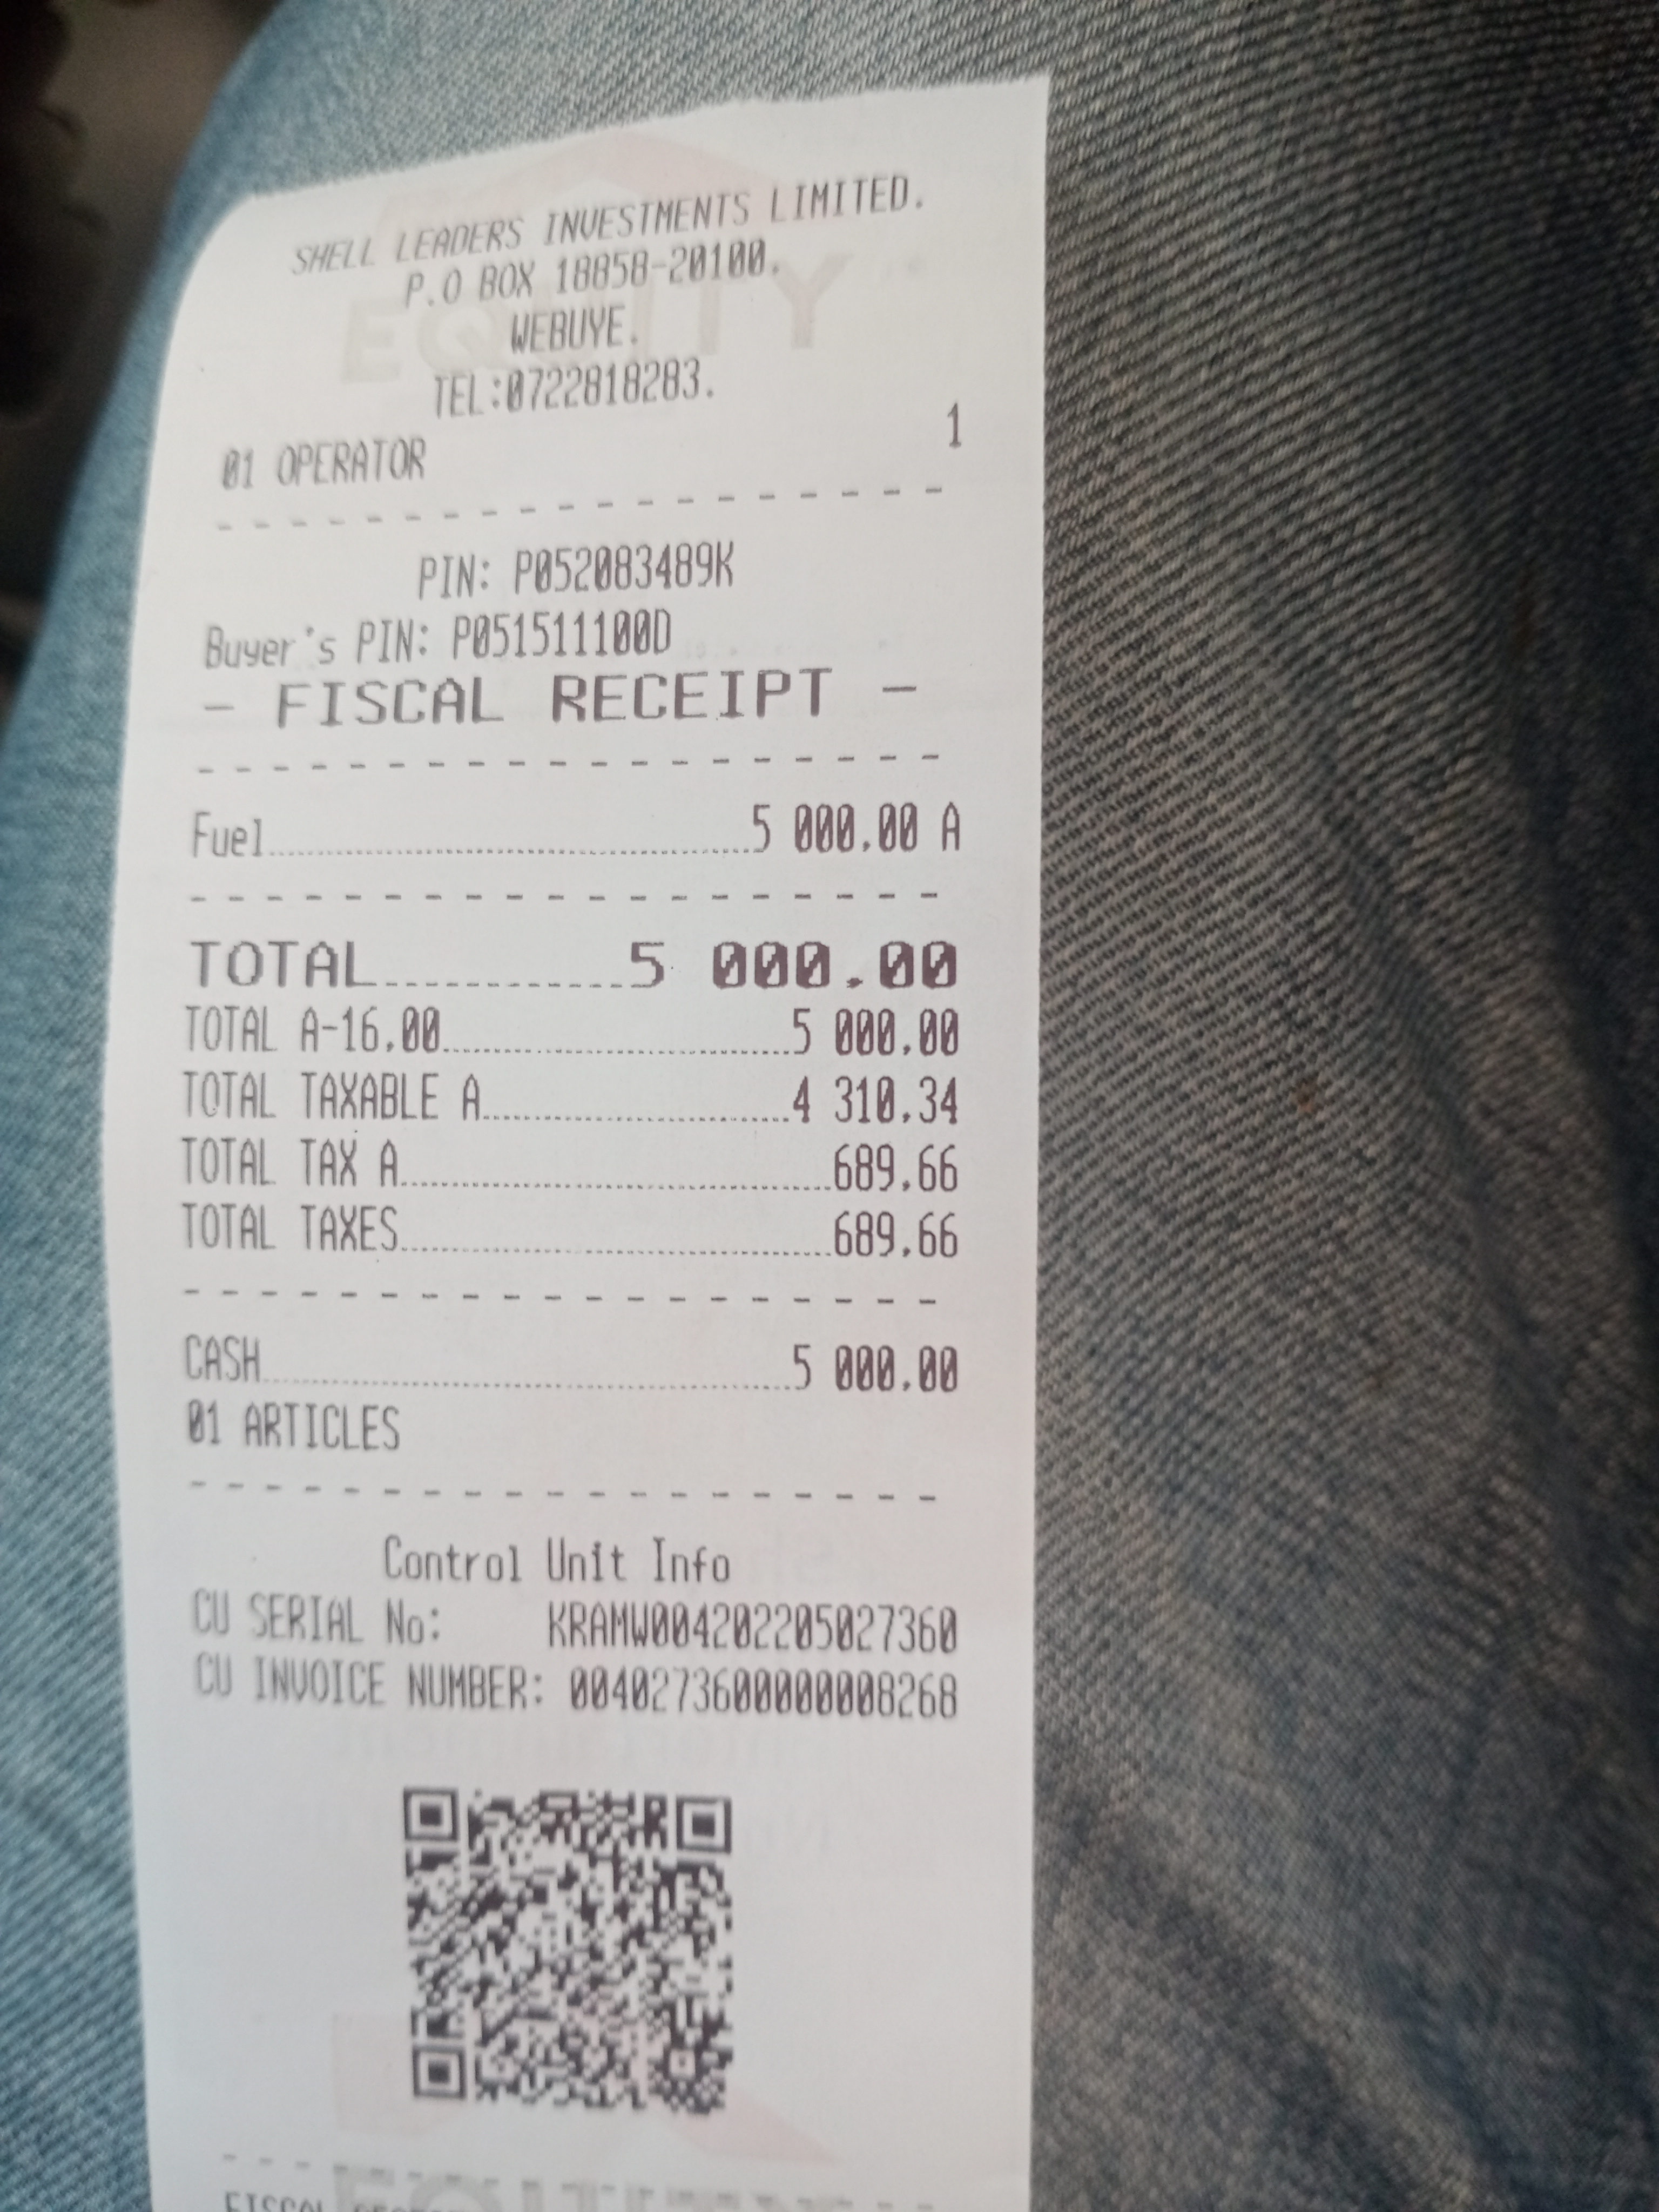 SHELL LEADERS INVESTMENTS LIMITED.
P.O BOX 18858-20100.
EQUITY
WEBUYE.
TEL:0722818283.
01 OPERATOR 1
PIN: P052083489K
Buyer's PIN: P051511100D
- FISCAL RECEIPT -
Fuel 5 000.00 A
TOTAL 5 000.00
TOTAL A-16.00 5 000.00
TOTAL TAXABLE A 4 310.34
TOTAL TAX A 689.66
TOTAL TAXES 689.66
CASH 5 000.00
01 ARTICLES
Control Unit Info
CU SERIAL No: KRAMW004202205027360
CU INVOICE NUMBER: 0040273600000008268
FISCAL
EQUITY